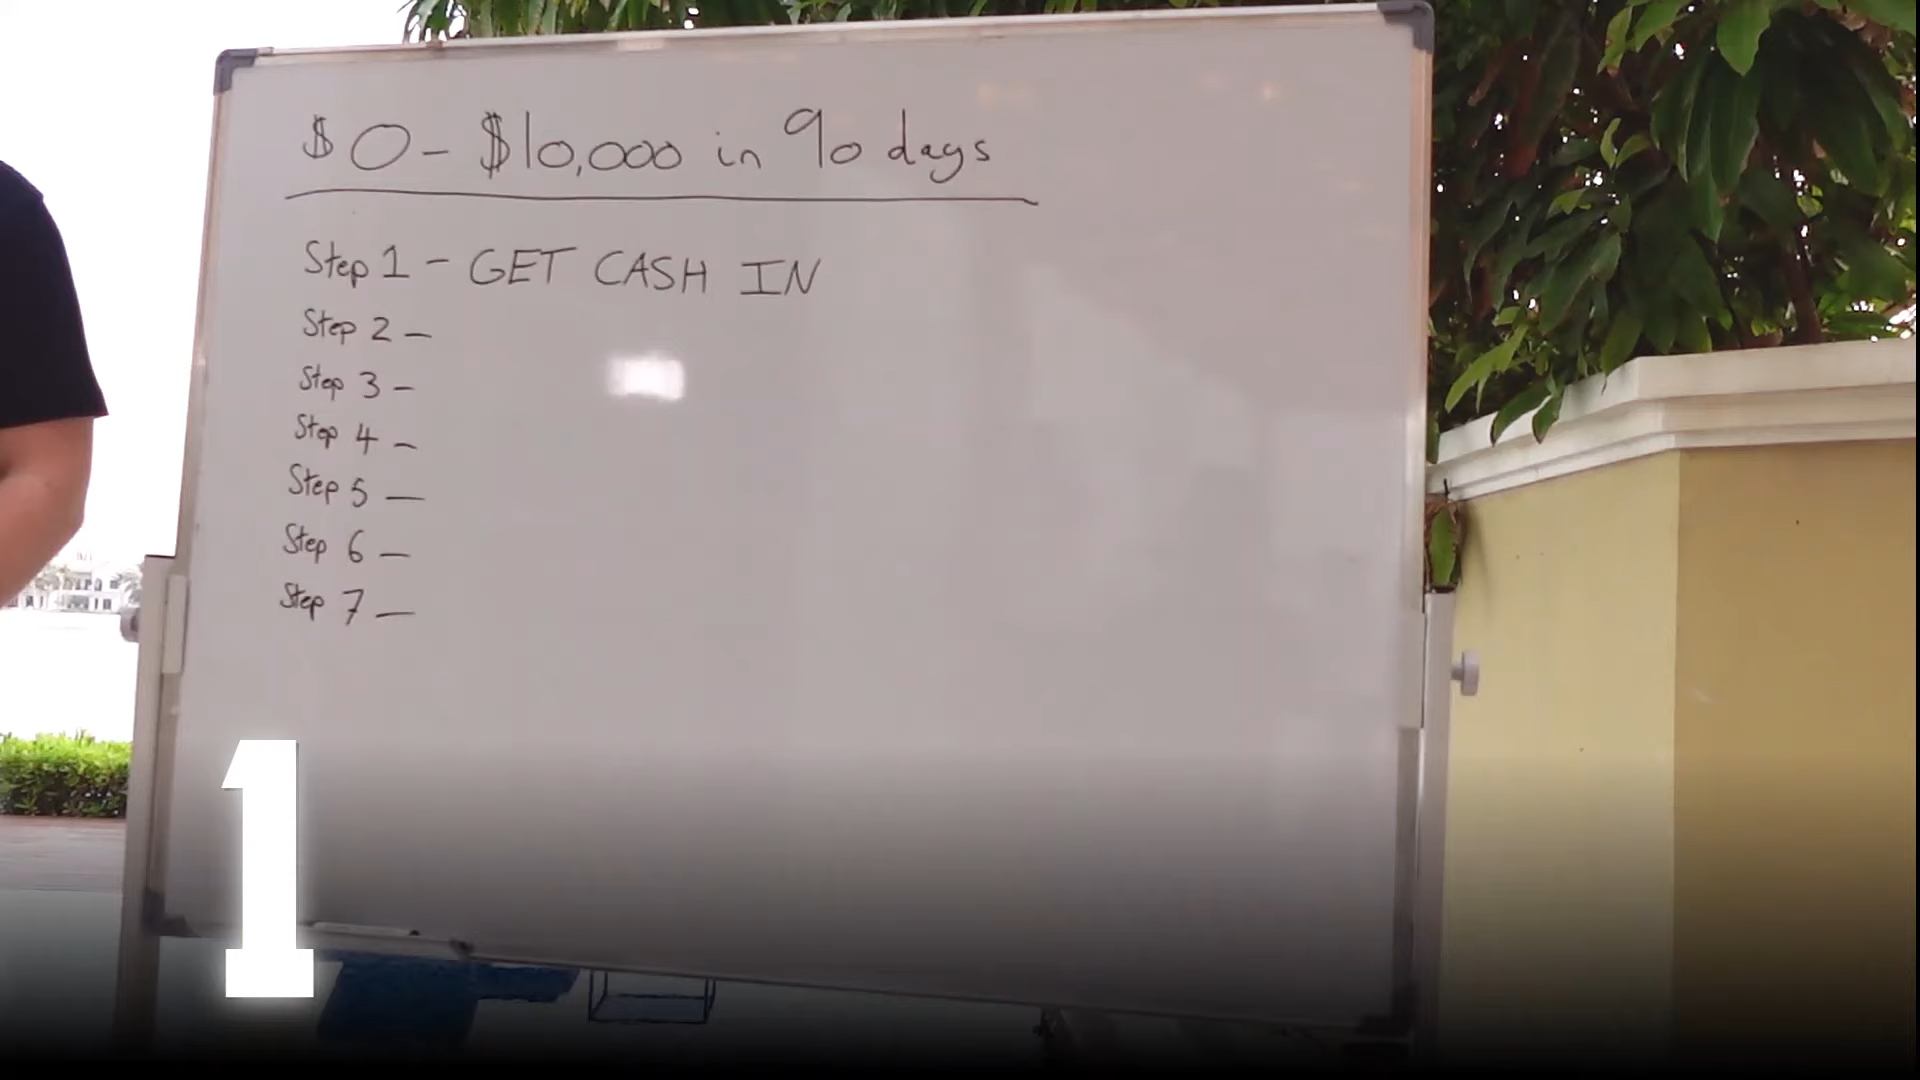 $0 - $10,000 in 90 days
Step 1 - GET CASH IN
Step 2 -
Step 3 -
Step 4 -
Step 5 -
Step 6 -
Step 7 -
1